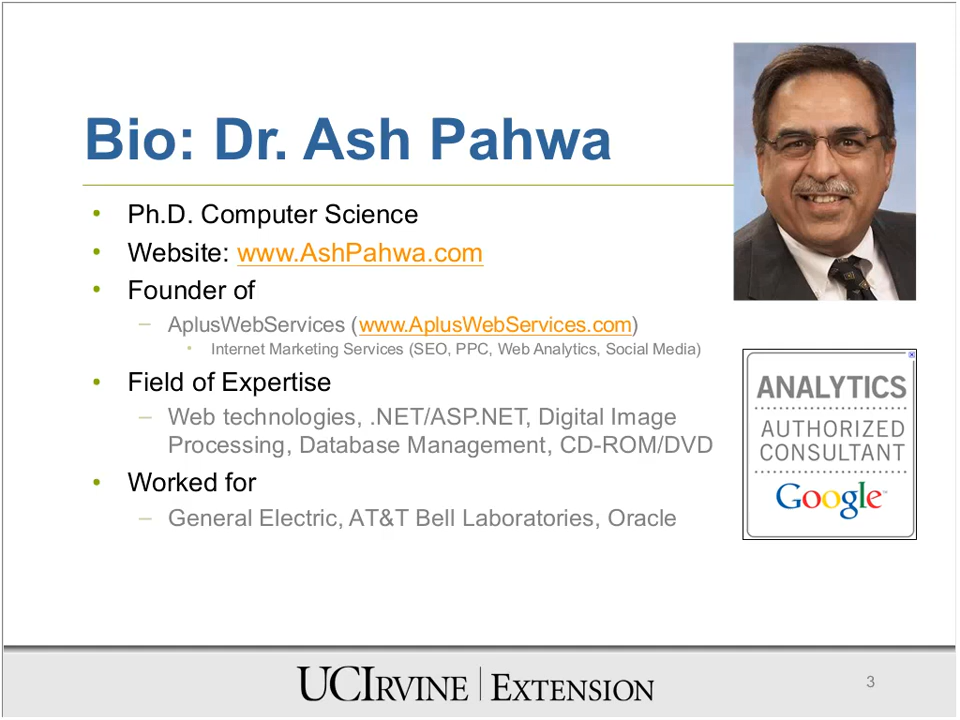 Bio: Dr. Ash Pahwa
• Ph.D. Computer Science
• Website: www.AshPahwa.com
• Founder of
– AplusWebServices (www.AplusWebServices.com)
• Internet Marketing Services (SEO, PPC, Web Analytics, Social Media)
• Field of Expertise
– Web technologies, .NET/ASP.NET, Digital Image
Processing, Database Management, CD-ROM/DVD
• Worked for
– General Electric, AT&T Bell Laboratories, Oracle
ANALYTICS
AUTHORIZED
CONSULTANT
Google™
UCIRVINE | EXTENSION
3